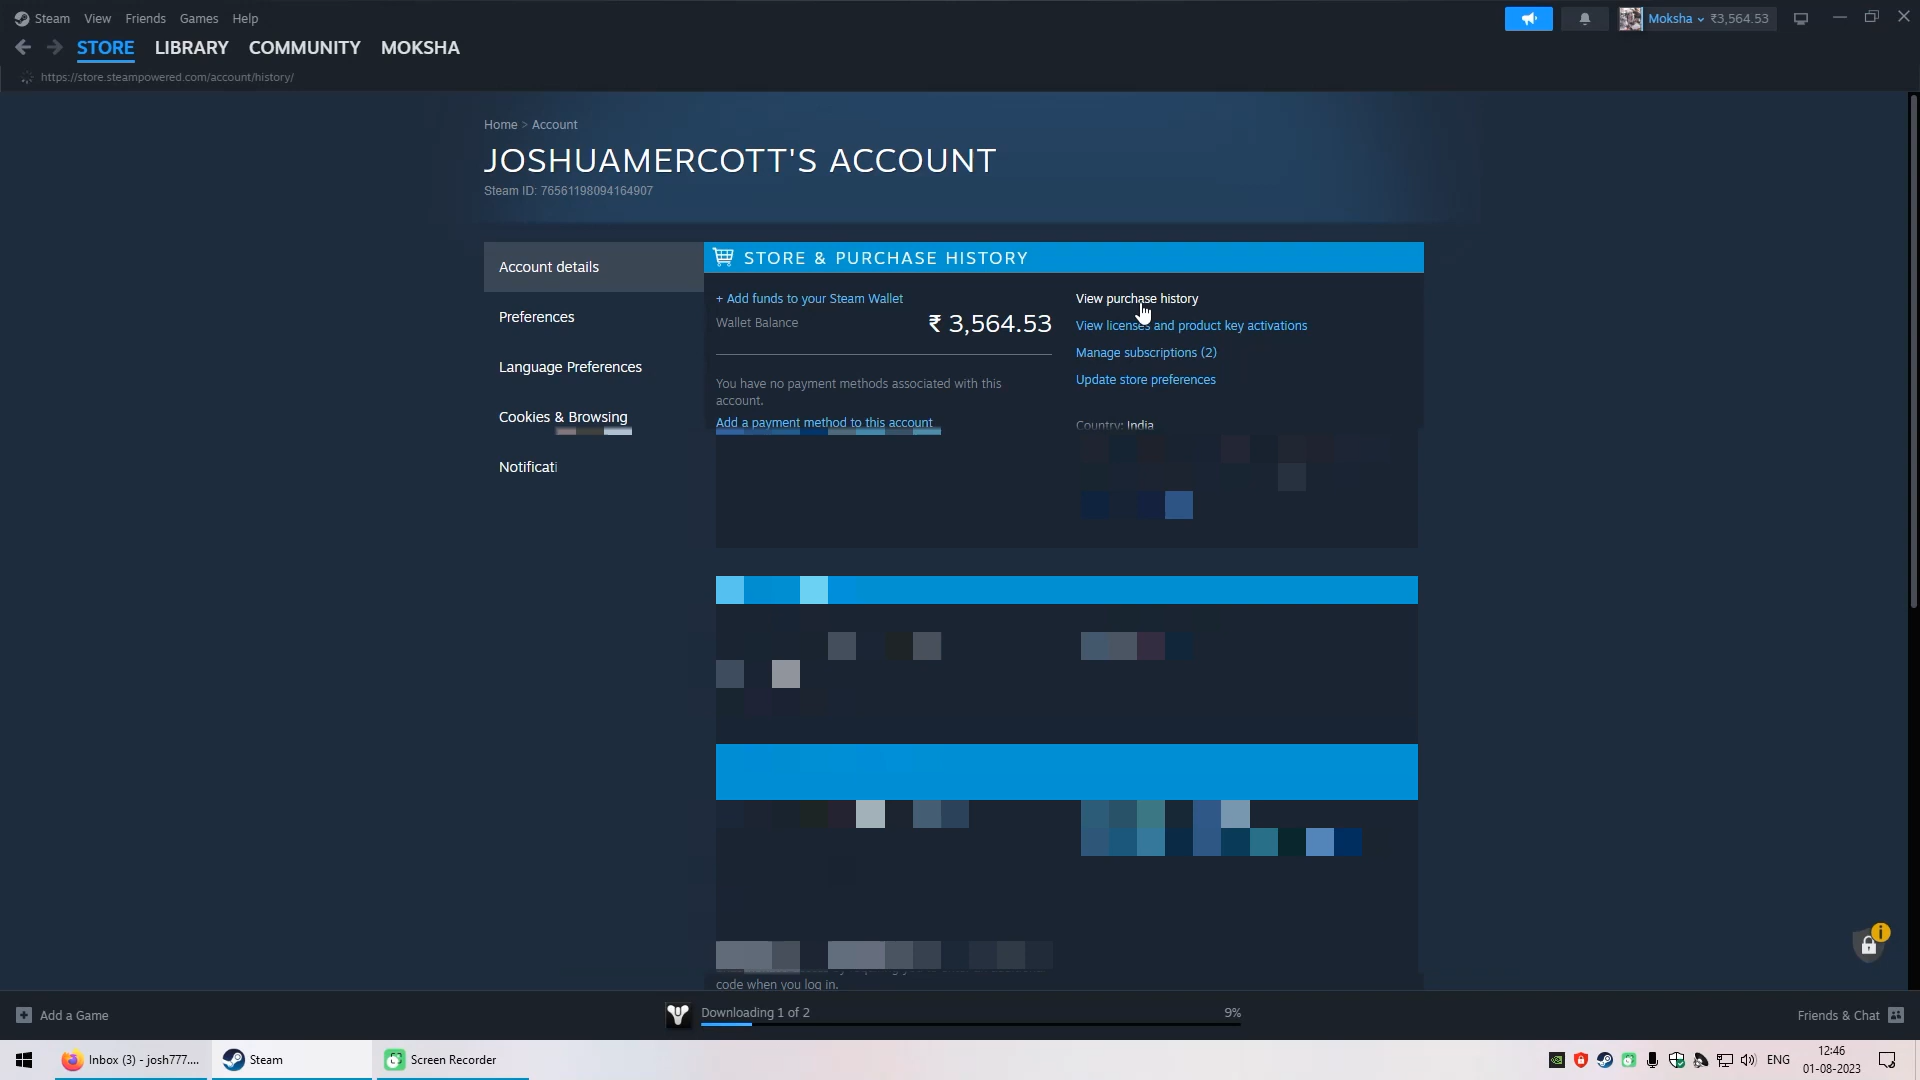 Steam View Friends Games Help
Moksha ₹3,564.53
STORE LIBRARY COMMUNITY MOKSHA
https://store.steampowered.com/account/history/
Home > Account
JOSHUAMERCOTT'S ACCOUNT
Steam ID: 76561198094164907
Account details
Preferences
Language Preferences
Cookies & Browsing
Notificati
STORE & PURCHASE HISTORY
+ Add funds to your Steam Wallet
Wallet Balance ₹ 3,564.53
You have no payment methods associated with this
account.
Add a payment method to this account
View purchase history
View licenses and product key activations
Manage subscriptions (2)
Update store preferences
Country: India
code when you log in.
Add a Game
Downloading 1 of 2 9%
Friends & Chat
Inbox (3) - josh777....
Steam
Screen Recorder
ENG
12:46
01-08-2023